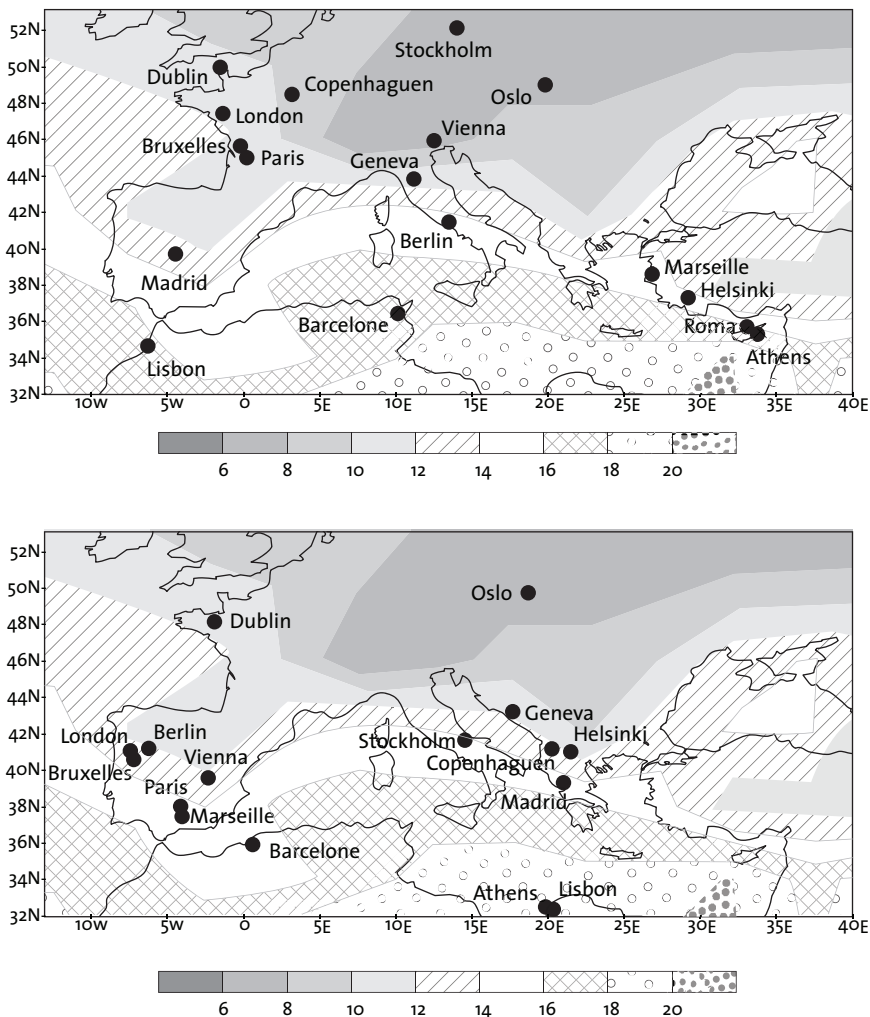 52N
Stockholm
50N
Dublin
Copenhaguen
Oslo
48N
London
Vienna
46N
Bruxelles
Paris
Geneva
44N
42N
Berlin
40N
Madrid
Marseille
38N
Helsinki
36N
Barcelone
Roma
34N
Lisbon
Athens
32N
10W 5W 0 5E 10E 15E 20E 25E 30E 35E 40E
6 8 10 12 14 16 18 20
52N
50N
Oslo
48N
Dublin
46N
44N
Geneva
42N
London
Berlin
Stockholm
Helsinki
Bruxelles
Vienna
Copenhaguen
40N
Paris
Madrid
38N
Marseille
36N
Barcelone
34N
Athens
Lisbon
32N
10W 5W 0 5E 10E 15E 20E 25E 30E 35E 40E
6 8 10 12 14 16 18 20